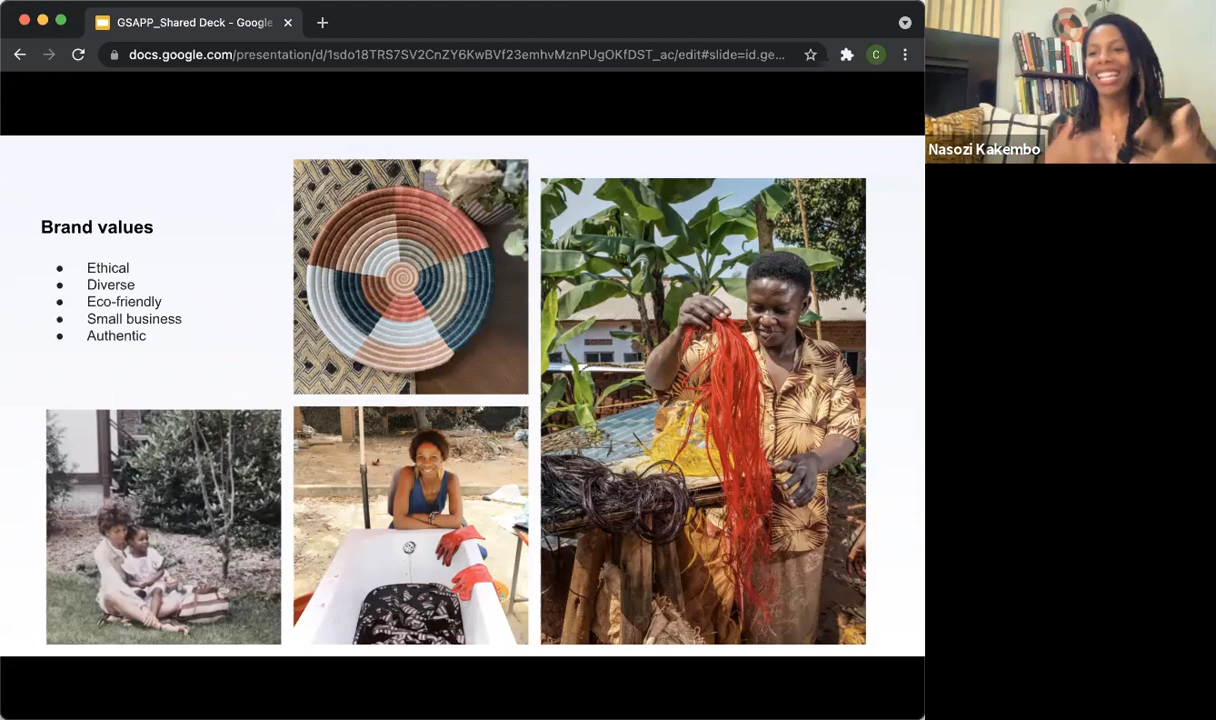 GSAPP_Shared Deck - Google
docs.google.com/presentation/d/1sdo18TRS7SV2CnZY6KwBVf23emhvMznPUgOKfDST_ac/edit#slide=id.ge...
C
Nasozi Kakembo
Brand values
● Ethical
● Diverse
● Eco-friendly
● Small business
● Authentic